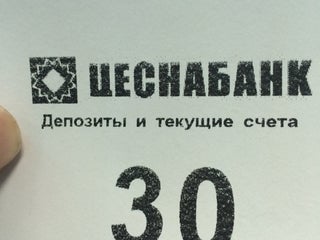 ЦЕСНАБАНК
Депозиты и текущие счета
30